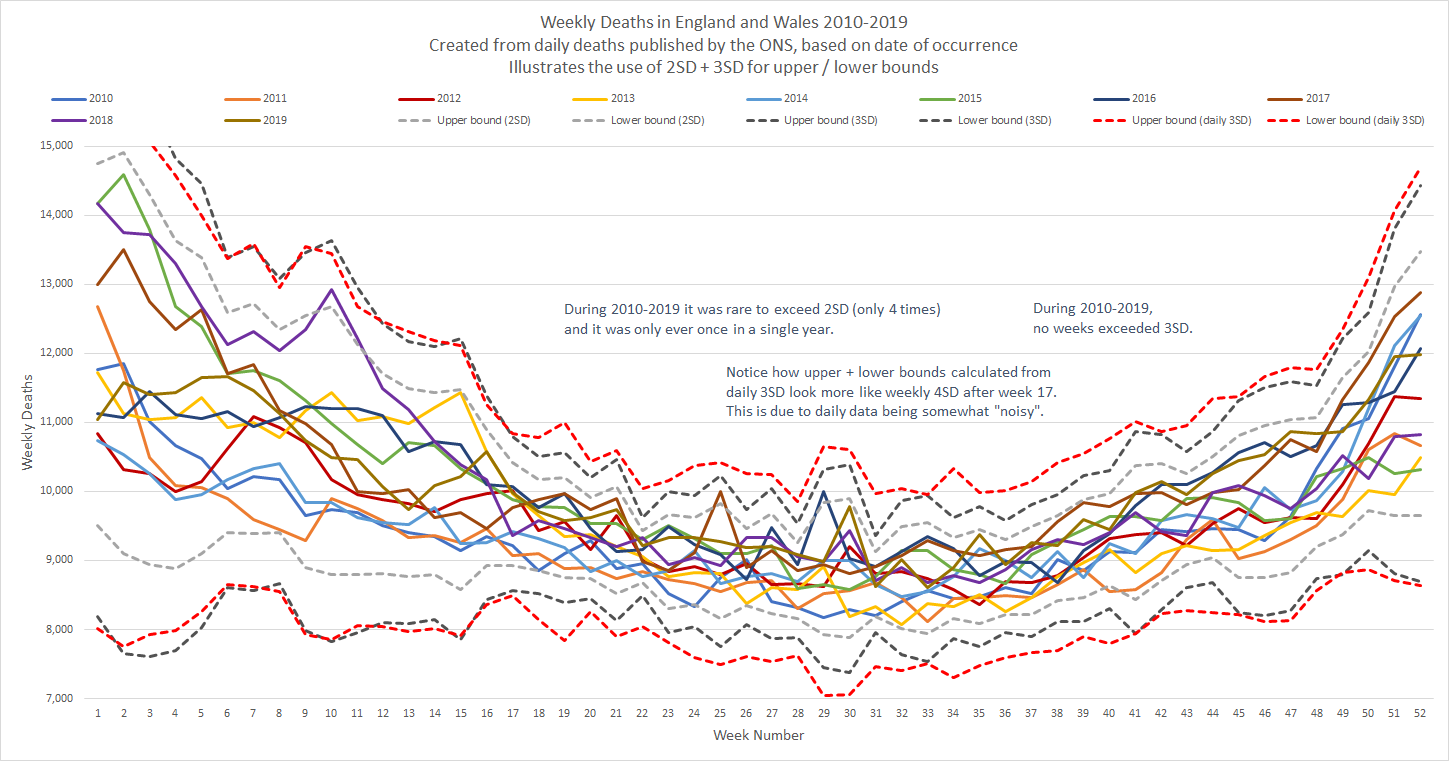 Weekly Deaths in England and Wales 2010-2019
Created from daily deaths published by the ONS, based on date of occurrence
Illustrates the use of 2SD + 3SD for upper / lower bounds
2010 2011 2012 2013 2014 2015 2016 2017
2018 2019 Upper bound (2SD) Lower bound (2SD) Upper bound (3SD) Lower bound (3SD) Upper bound (daily 3SD) Lower bound (daily 3SD)
15,000
14,000
13,000
During 2010-2019 it was rare to exceed 2SD (only 4 times)
and it was only ever once in a single year.
During 2010-2019,
no weeks exceeded 3SD.
12,000
Notice how upper + lower bounds calculated from
daily 3SD look more like weekly 4SD after week 17.
This is due to daily data being somewhat "noisy".
11,000
Weekly Deaths
10,000
9,000
8,000
7,000
1 2 3 4 5 6 7 8 9 10 11 12 13 14 15 16 17 18 19 20 21 22 23 24 25 26 27 28 29 30 31 32 33 34 35 36 37 38 39 40 41 42 43 44 45 46 47 48 49 50 51 52
Week Number